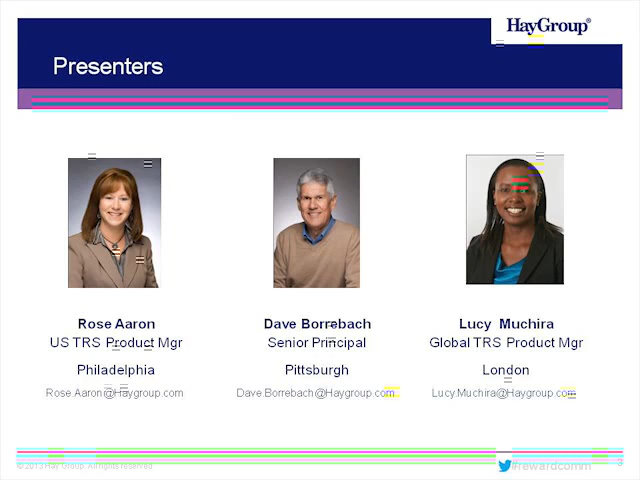 HayGroup®
Presenters
Rose Aaron
US TRS Product Mgr
Philadelphia
Rose.Aaron@Haygroup.com
Dave Borrebach
Senior Principal
Pittsburgh
Dave.Borrebach@Haygroup.com
Lucy Muchira
Global TRS Product Mgr
London
Lucy.Muchira@Haygroup.com
© 2013 Hay Group. All rights reserved
#rewardcomm
3